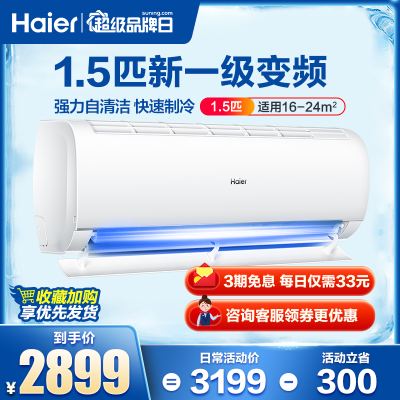 Haier
suning.com
超级品牌日
1.5匹新一级变频
强力自清洁 快速制冷 1.5匹 适用16-24m²
Haier
3期免息 每日仅需33元
收藏加购
享优先发货
咨询客服领券更优惠
到手价
日常活动价
活动立省
¥2899 = 3199 - 300